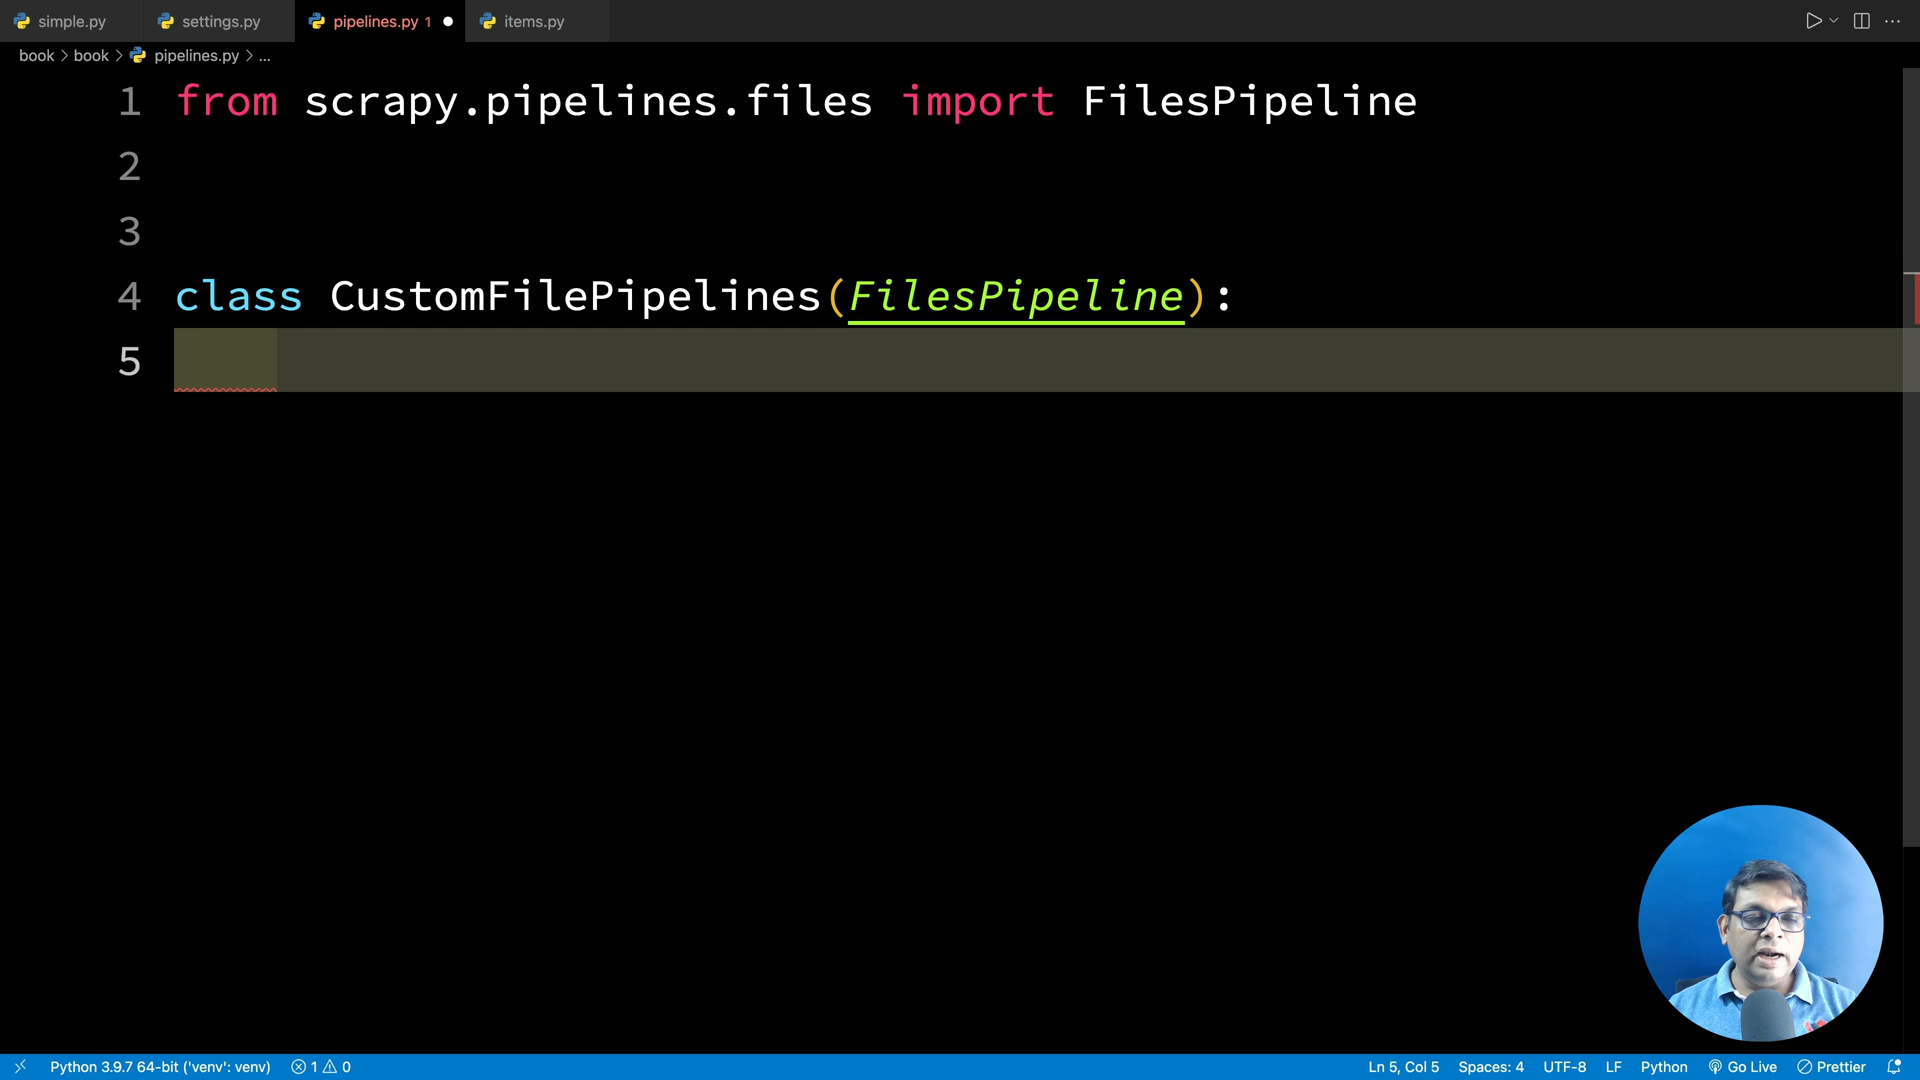 simple.py
settings.py
pipelines.py 1
items.py
book > book > pipelines.py > ...
1 from scrapy.pipelines.files import FilesPipeline
2
3
4 class CustomFilePipelines(FilesPipeline):
5
Python 3.9.7 64-bit ('venv': venv) 1 0 Ln 5, Col 5 Spaces: 4 UTF-8 LF Python Go Live Prettier